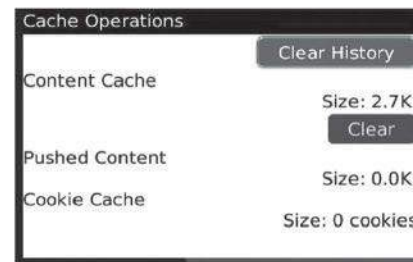 Cache Operations
Clear History
Content Cache
Size: 2.7K
Clear
Pushed Content
Size: 0.0K
Cookie Cache
Size: 0 cookies